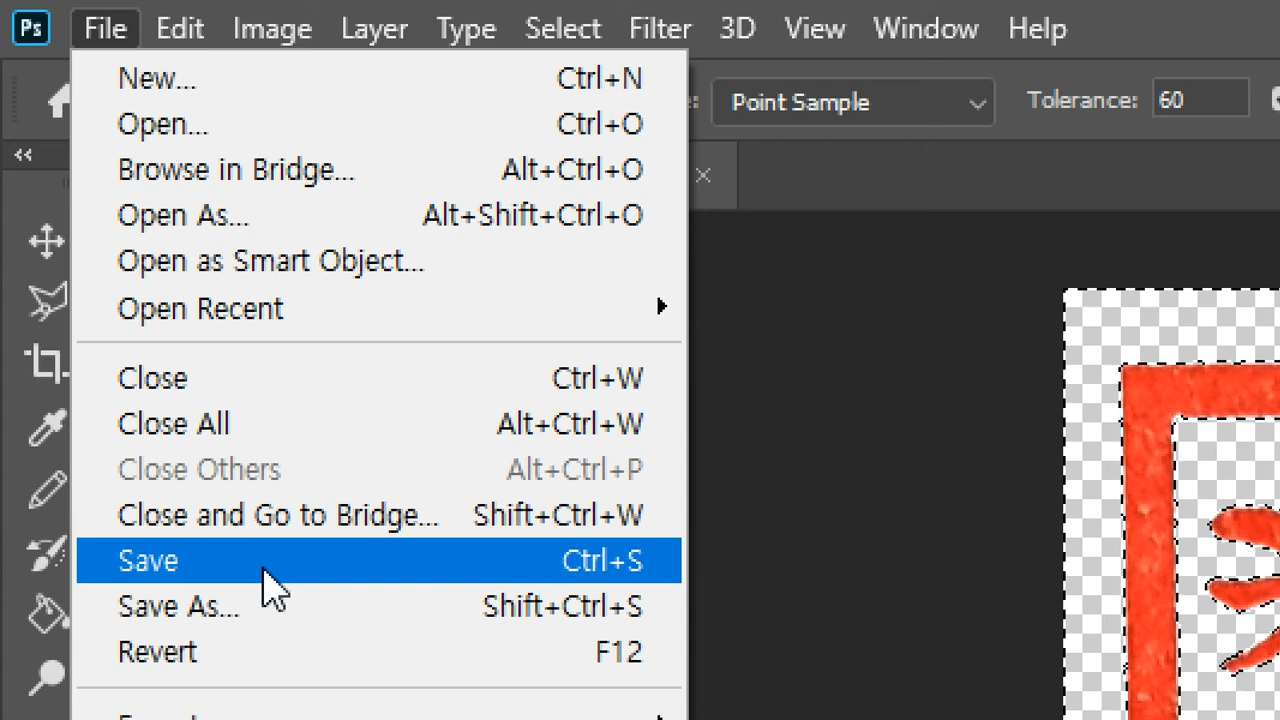 Ps File Edit Image Layer Type Select Filter 3D View Window Help
Point Sample Tolerance: 60
New... Ctrl+N
Open... Ctrl+O
Browse in Bridge... Alt+Ctrl+O
Open As... Alt+Shift+Ctrl+O
Open as Smart Object...
Open Recent
Close Ctrl+W
Close All Alt+Ctrl+W
Close Others Alt+Ctrl+P
Close and Go to Bridge... Shift+Ctrl+W
Save Ctrl+S
Save As... Shift+Ctrl+S
Revert F12